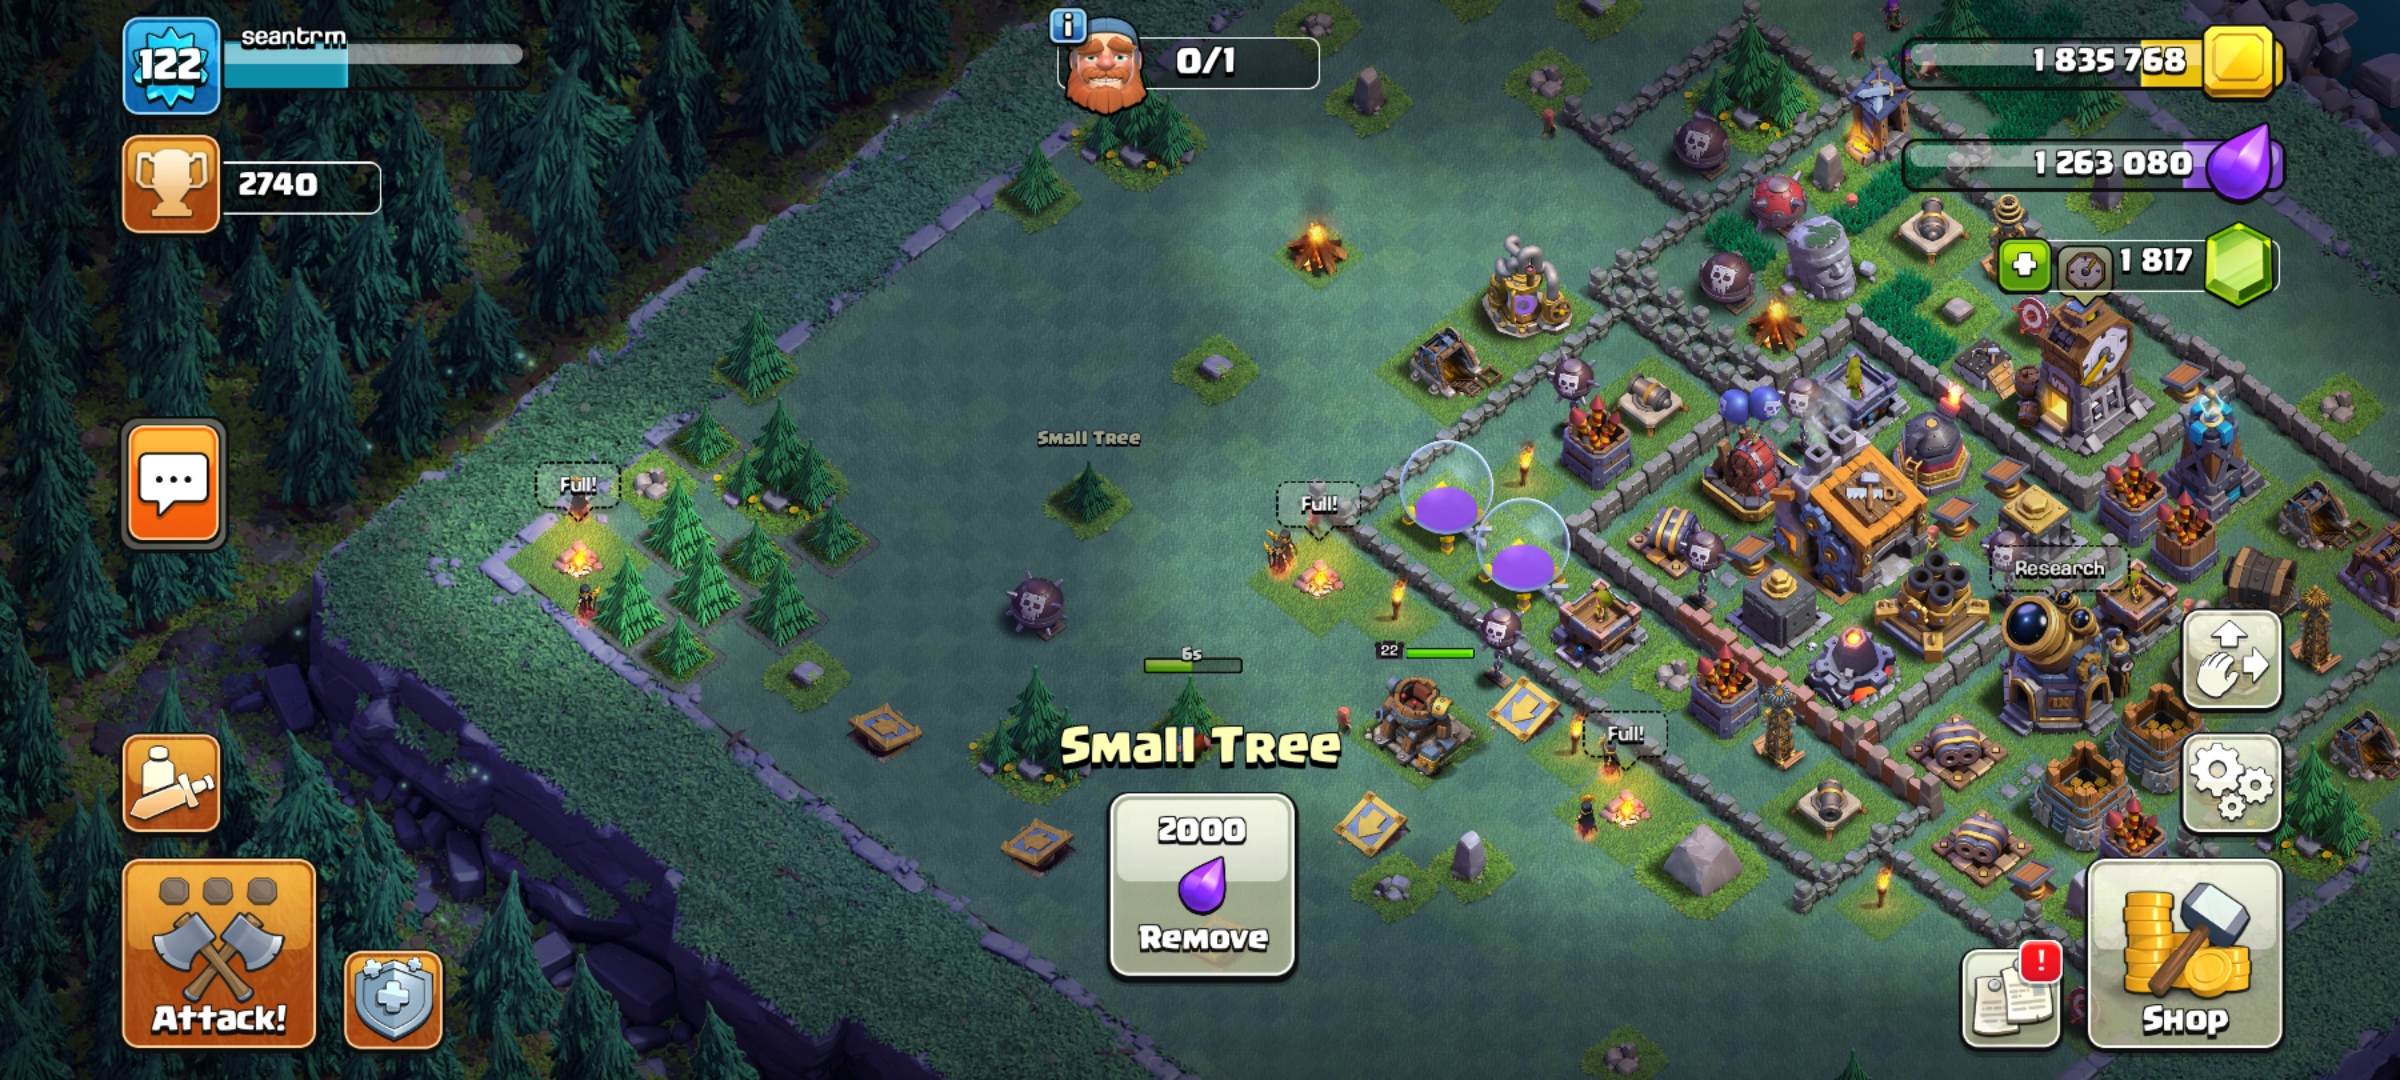 122
seantrm
0/1
1 835 768
2740
1 263 080
1 817
Small Tree
Full!
Full!
Research
6s
22
Full!
Small Tree
2000
Remove
Attack!
!
Shop